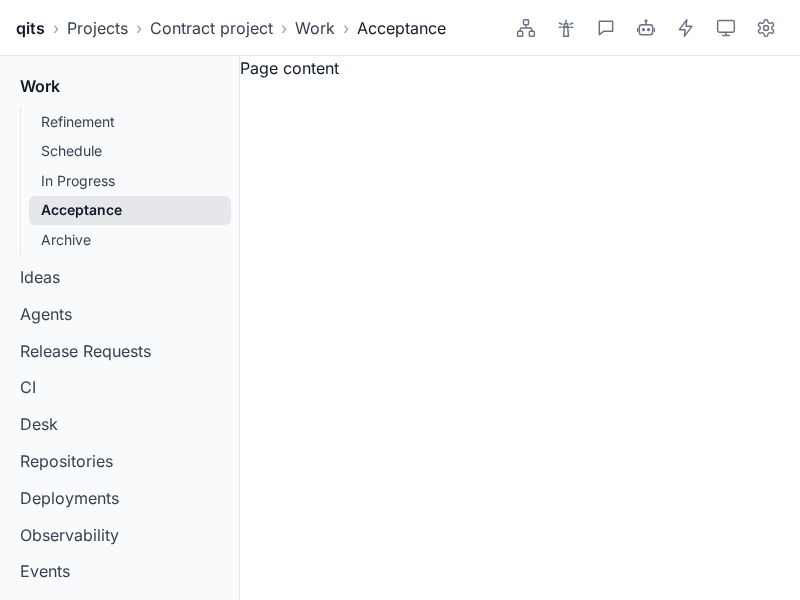 qits › Projects › Contract project › Work › Acceptance
Work
Refinement
Schedule
In Progress
Acceptance
Archive
Ideas
Agents
Release Requests
CI
Desk
Repositories
Deployments
Observability
Events
Page content